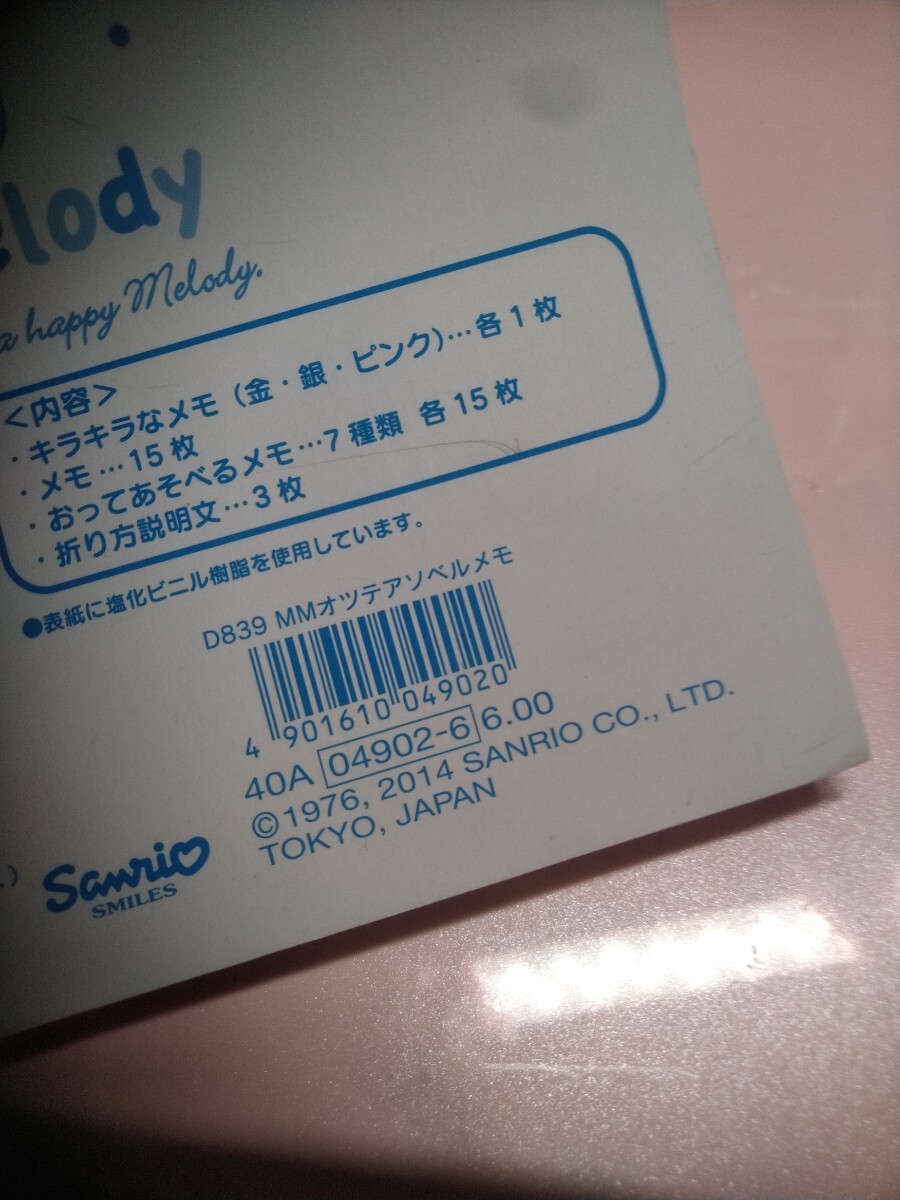 elody
a happy Melody.
<内容>
・キラキラなメモ(金・銀・ピンク)…各1枚
・メモ…15枚
・おってあそべるメモ…7種類 各15枚
・折り方説明文…3枚
●表紙に塩化ビニル樹脂を使用しています。
D839 MMオツテアソベルメモ
4 901610 049020
40A 04902-6 6.00
©1976, 2014 SANRIO CO., LTD.
TOKYO, JAPAN
Sanrio
SMILES